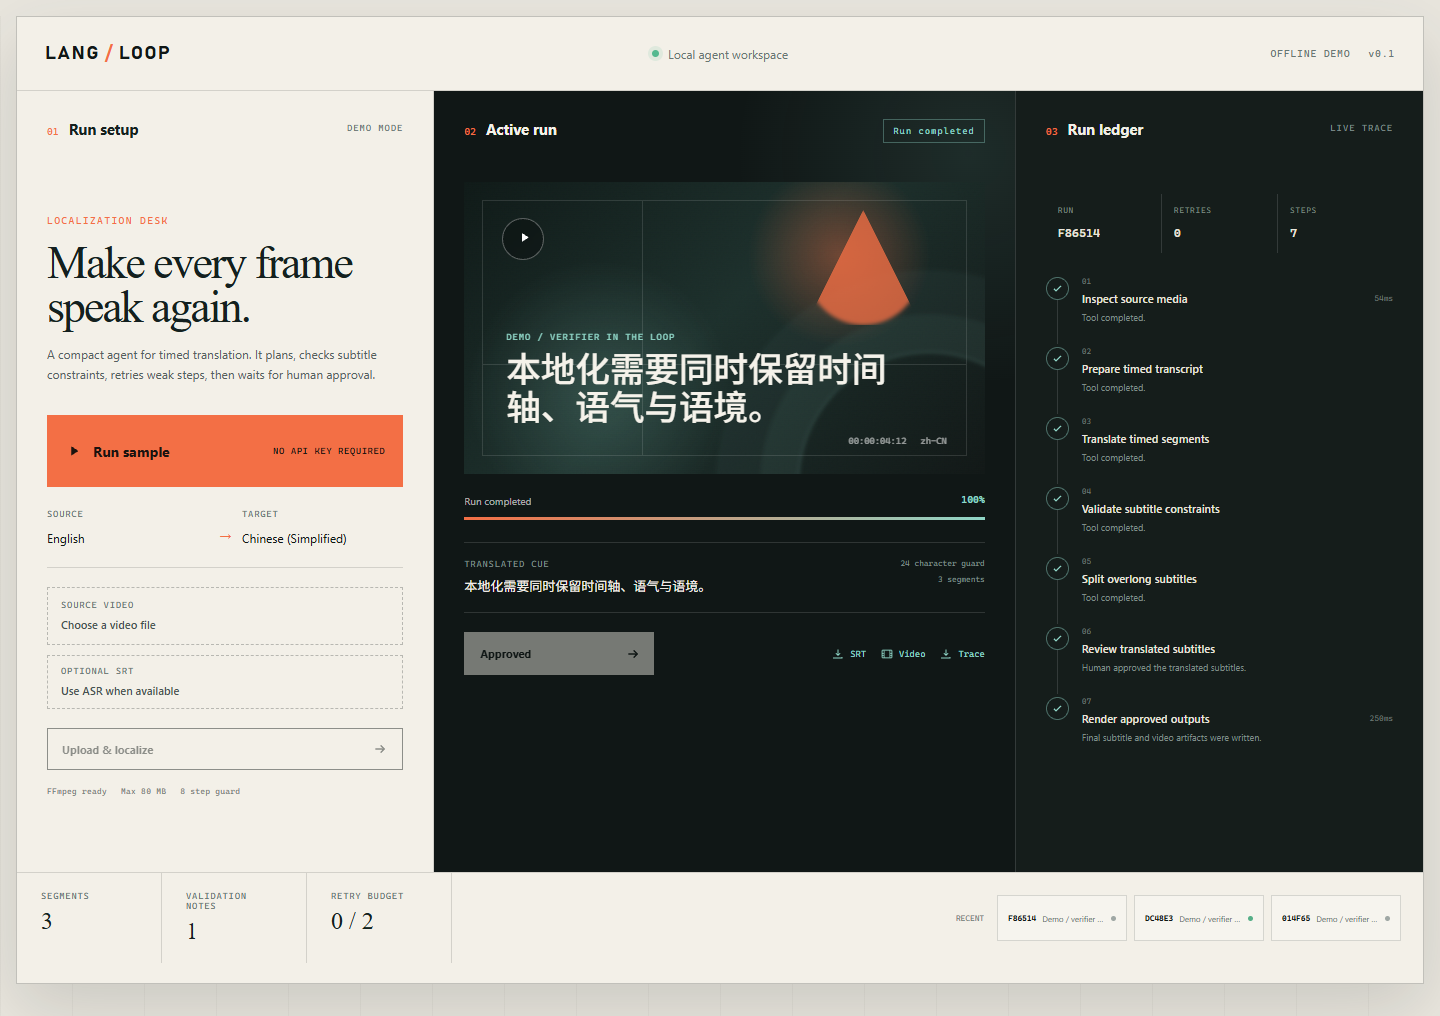 LANG / LOOP
Local agent workspace
OFFLINE DEMO v0.1
01 Run setup
DEMO MODE
LOCALIZATION DESK
Make every frame
speak again.
A compact agent for timed translation. It plans, checks subtitle
constraints, retries weak steps, then waits for human approval.
Run sample
NO API KEY REQUIRED
SOURCE
TARGET
English → Chinese (Simplified)
SOURCE VIDEO
Choose a video file
OPTIONAL SRT
Use ASR when available
Upload & localize →
FFmpeg ready Max 80 MB 8 step guard
02 Active run
Run completed
DEMO / VERIFIER IN THE LOOP
本地化需要同时保留时间
轴、语气与语境。
00:00:04:12 zh-CN
Run completed
100%
TRANSLATED CUE
24 character guard
本地化需要同时保留时间轴、语气与语境。
3 segments
Approved →
SRT Video Trace
03 Run ledger
LIVE TRACE
RUN
F86514
RETRIES
0
STEPS
7
01
Inspect source media
54ms
Tool completed.
02
Prepare timed transcript
Tool completed.
03
Translate timed segments
Tool completed.
04
Validate subtitle constraints
Tool completed.
05
Split overlong subtitles
Tool completed.
06
Review translated subtitles
Human approved the translated subtitles.
07
Render approved outputs
250ms
Final subtitle and video artifacts were written.
SEGMENTS
3
VALIDATION
NOTES
1
RETRY BUDGET
0 / 2
RECENT
F86514 Demo / verifier ...
DC48E3 Demo / verifier ...
014F65 Demo / verifier ...